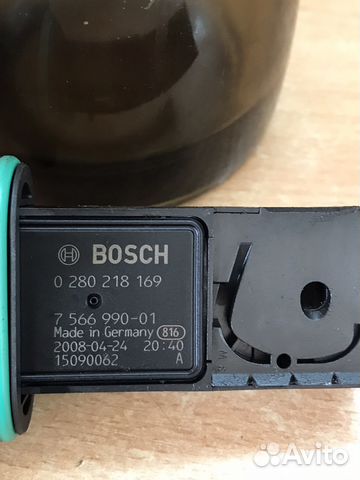 BOSCH
0 280 218 169
7 566 990-01
Made in Germany 816
2008-04-24 20:40
15090062 A
Avito